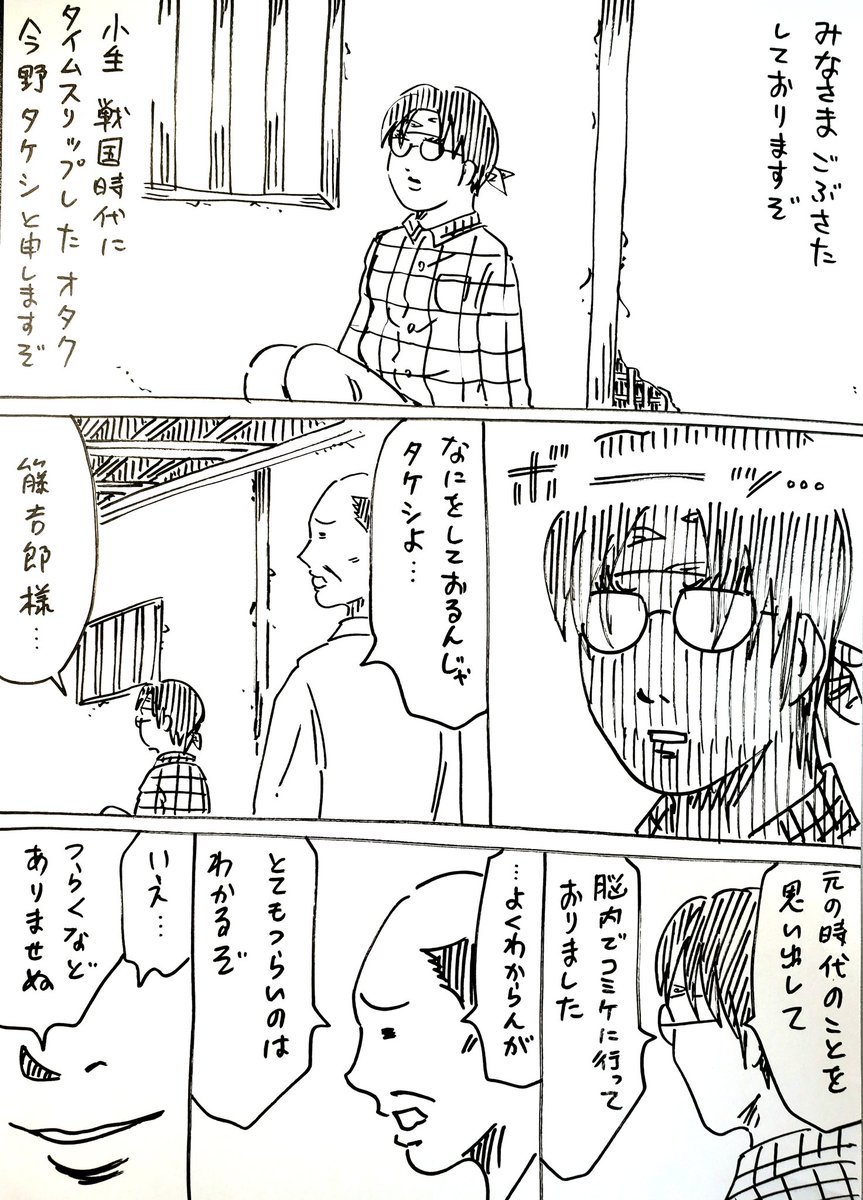 みなさま ごぶさた
しておりますぞ
小生 戦国時代に
タイムスリップした オタク
今野 タケシと申しますぞ
ボーッ…
なにをしておるんじゃ
タケシよ…
藤吉郎様…
元の時代のことを
思い出して
脳内でコミケに行って
おりました
…よくわからんが
とてもつらいのは
わかるぞ
いえ…
つらくなど
ありませぬ